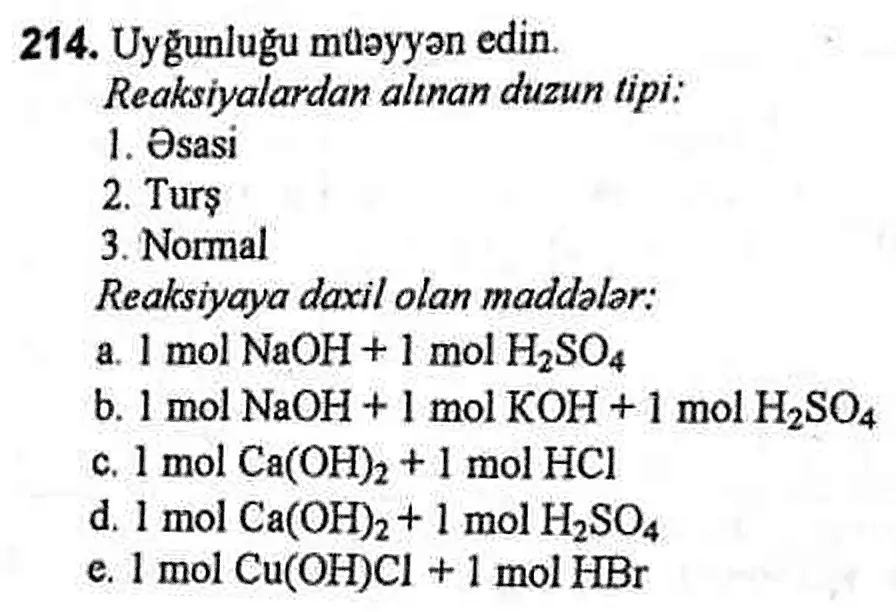 214. Uyğunluğu müəyyən edin.
Reaksiyalardan alınan duzun tipi:
1. Əsasi
2. Turş
3. Normal
Reaksiyaya daxil olan maddələr:
a. 1 mol NaOH + 1 mol H₂SO₄
b. 1 mol NaOH + 1 mol KOH + 1 mol H₂SO₄
c. 1 mol Ca(OH)₂ + 1 mol HCl
d. 1 mol Ca(OH)₂ + 1 mol H₂SO₄
e. 1 mol Cu(OH)Cl + 1 mol HBr